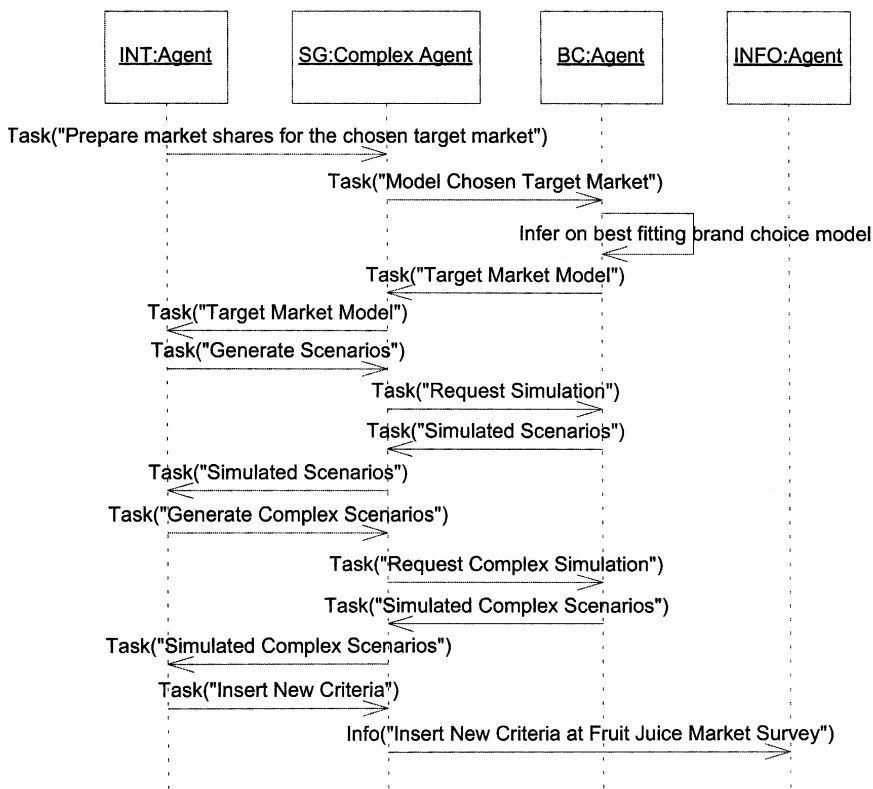 INT:Agent
SG:Complex Agent
BC:Agent
INFO:Agent
Task("Prepare market shares for the chosen target market")
Task("Model Chosen Target Market")
Infer on best fitting brand choice model
Task("Target Market Model")
Task("Target Market Model")
Task("Generate Scenarios")
Task("Request Simulation")
Task("Simulated Scenarios")
Task("Simulated Scenarios")
Task("Generate Complex Scenarios")
Task("Request Complex Simulation")
Task("Simulated Complex Scenarios")
Task("Simulated Complex Scenarios")
Task("Insert New Criteria")
Info("Insert New Criteria at Fruit Juice Market Survey")